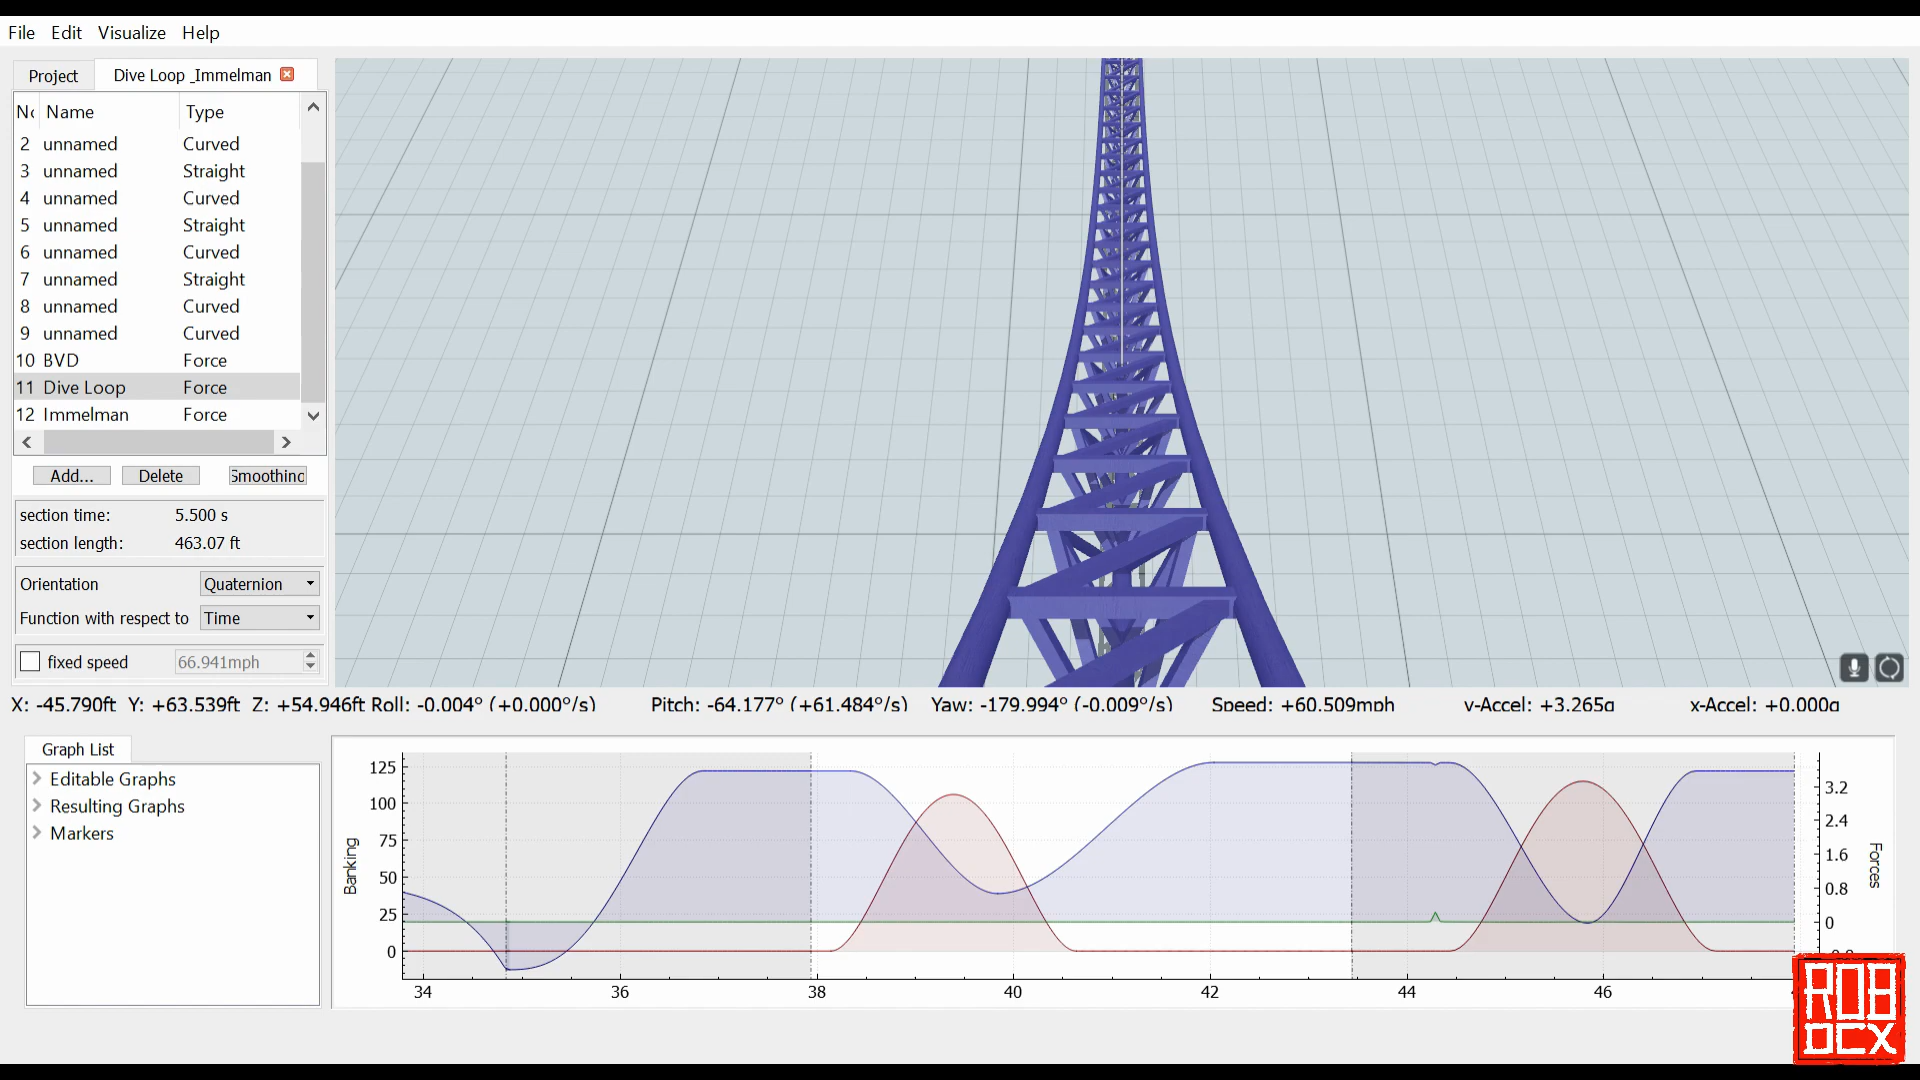 File Edit Visualize Help
Project Dive Loop _Immelman
Name Type
2 unnamed Curved
3 unnamed Straight
4 unnamed Curved
5 unnamed Straight
6 unnamed Curved
7 unnamed Straight
8 unnamed Curved
9 unnamed Curved
10 BVD Force
11 Dive Loop Force
12 Immelman Force
Add... Delete Smoothing
section time: 5.500 s
section length: 463.07 ft
Orientation Quaternion
Function with respect to Time
fixed speed 66.941mph
X: -45.790ft Y: +63.539ft Z: +54.946ft Roll: -0.004° (+0.000°/s) Pitch: -64.177° (+61.484°/s) Yaw: -179.994° (-0.009°/s) Speed: +60.509mph y-Accel: +3.265g x-Accel: +0.000g
Graph List
Editable Graphs
Resulting Graphs
Markers
Banking
125
100
75
50
25
0
34 36 38 40 42 44 46
3.2
2.4
1.6
0.8
0
Forces